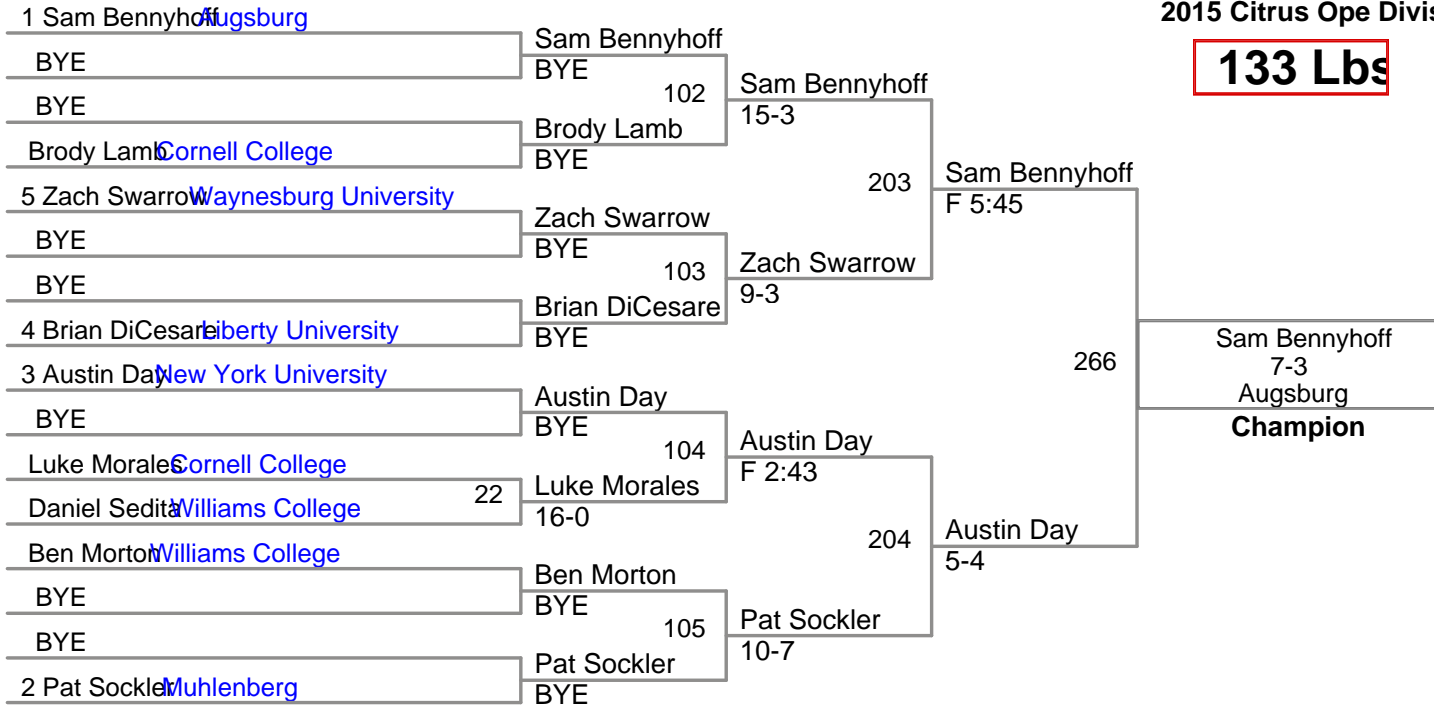 2015 Citrus Ope Divis
133 Lbs
1 Sam Bennyhoff Augsburg
BYE
BYE
Brody Lamb Cornell College
5 Zach Swarrow Waynesburg University
BYE
BYE
4 Brian DiCesare Liberty University
3 Austin Day New York University
BYE
Luke Morales Cornell College
Daniel Sedita Williams College
22
Ben Morton Williams College
BYE
BYE
2 Pat Sockler Muhlenberg
Sam Bennyhoff
BYE
102
Brody Lamb
BYE
Zach Swarrow
BYE
103
Brian DiCesare
BYE
Austin Day
BYE
104
Luke Morales
16-0
Ben Morton
BYE
105
Pat Sockler
BYE
Sam Bennyhoff
15-3
203
Zach Swarrow
9-3
Austin Day
F 2:43
204
Pat Sockler
10-7
Sam Bennyhoff
F 5:45
266
Austin Day
5-4
Sam Bennyhoff
7-3
Augsburg
Champion